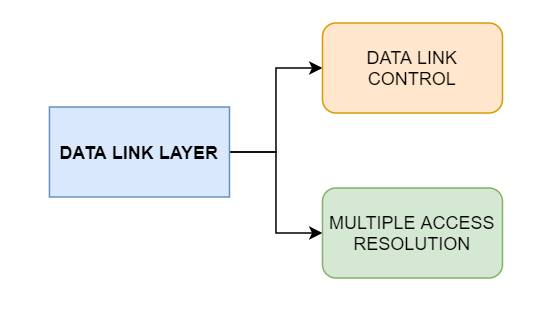 DATA LINK
CONTROL
DATA LINK LAYER
MULTIPLE ACCESS
RESOLUTION